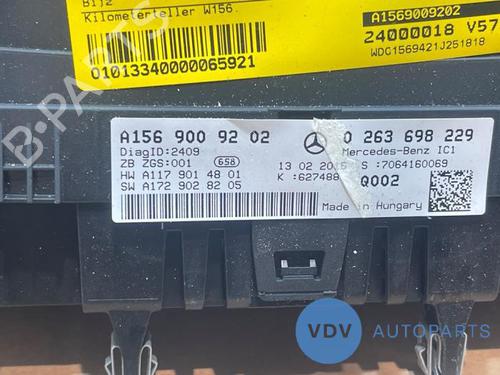 Kilometerteller W156.
01013340000065921
A1569009202
24000018 V57
WDC1569421J251818
B-PARTS
A156 900 92 02
DiagID:2409
ZB ZGS:001 658
HW A117 901 48 01
SW A172 902 82 05
0 263 698 229
Mercedes-Benz IC1
13 02 2015 S :7064160069
K :627488 Q002
Made in Hungary
VDV AUTOPARTS